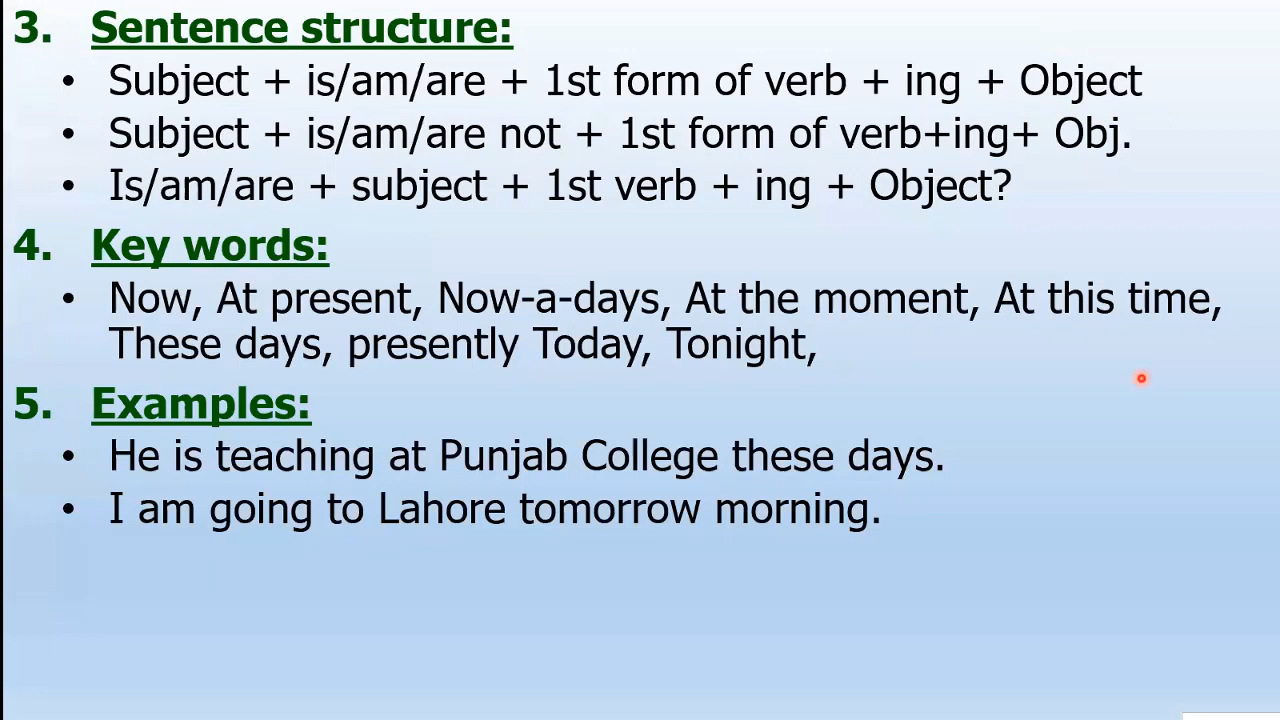 3. Sentence structure:
• Subject + is/am/are + 1st form of verb + ing + Object
• Subject + is/am/are not + 1st form of verb+ing+ Obj.
• Is/am/are + subject + 1st verb + ing + Object?
4. Key words:
• Now, At present, Now-a-days, At the moment, At this time,
These days, presently Today, Tonight,
5. Examples:
• He is teaching at Punjab College these days.
• I am going to Lahore tomorrow morning.